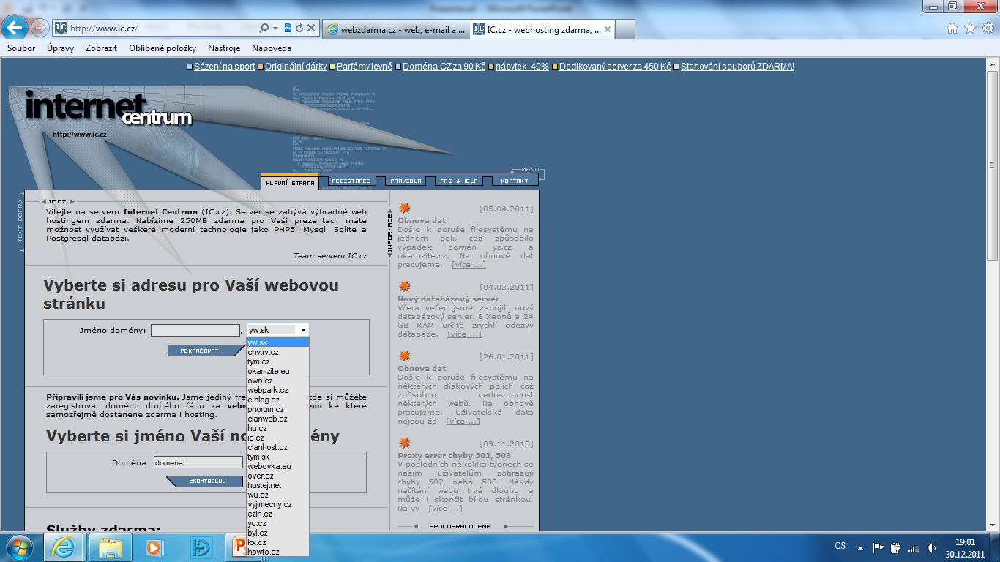 PowerPoint
http://www.ic.cz/
webzdarma.cz - web, e-mail a ...
IC.cz - webhosting zdarma, ...
Soubor Úpravy Zobrazit Oblíbené položky Nástroje Nápověda
Sázení na sport Originální dárky Parfémy levně Doména.CZ za 90 Kč nábytek -40% Dedikovaný server za 450 Kč Stahování souborů ZDARMA!
internet
centrum
http://www.ic.cz
MENU
HLAVNÍ STRANA REGISTRACE PRAVIDLA FAQ & HELP KONTAKT
TEXT BOARD
IC.CZ
Vítejte na serveru Internet Centrum (IC.cz). Server se zabývá výhradně web
hostingem zdarma. Nabízíme 250MB zdarma pro Vaši prezentaci, máte
možnost využívat veškeré moderní technologie jako PHP5, Mysql, Sqlite a
Postgresql databázi.
Team serveru IC.cz
Vyberte si adresu pro Vaší webovou
stránku
Jméno domény: . yw.sk
POKRAČOVAT
yw.sk
chytry.cz
tym.cz
okamzite.eu
own.cz
webpark.cz
e-blog.cz
phorum.cz
clanweb.cz
hu.cz
ic.cz
clanhost.cz
tym.sk
webovka.eu
over.cz
hustej.net
wu.cz
vyjimecny.cz
ezin.cz
yc.cz
byl.cz
kx.cz
howto.cz
Připravili jsme pro Vás novinku. Jsme jediný fre kde si můžete
zaregistrovat doménu druhého řádu za velm enu ke které
samozřejmě dostanene zdarma i hosting.
Vyberte si jméno Vaší no ény
Doména domena
ZKONTROLUJ
Služby zdarma:
INFORMACE
[05.04.2011]
Obnova dat
Došlo k poruše filesystému na
jednom poli, což způsobilo
výpadek domén yc.cz a
okamzite.cz. Na obnově dat
pracujeme. [více ...]
[04.03.2011]
Nový databázový server
Včera večer jsme zapojili nový
databázový server. 8 Xeonů a 24
GB RAM určitě zrychlí odezvy
databáze. [více ...]
[26.01.2011]
Obnova dat
Došlo k poruše filesystému na
některých diskových polích což
způsobilo nedostupnost
některých webů. Na obnově
pracujeme. Uživatelská data
nejsou žá [více ...]
[09.11.2010]
Proxy error chyby 502, 503
V posledních několika týdnech se
našim uživatelům zobrazují
chyby 502 nebo 503. Někdy
načítání webu trvá dlouho a
může i skončit bílou stránkou.
Na vy [více ...]
SPOLUPRACUJEME
CS
19:01
30.12.2011